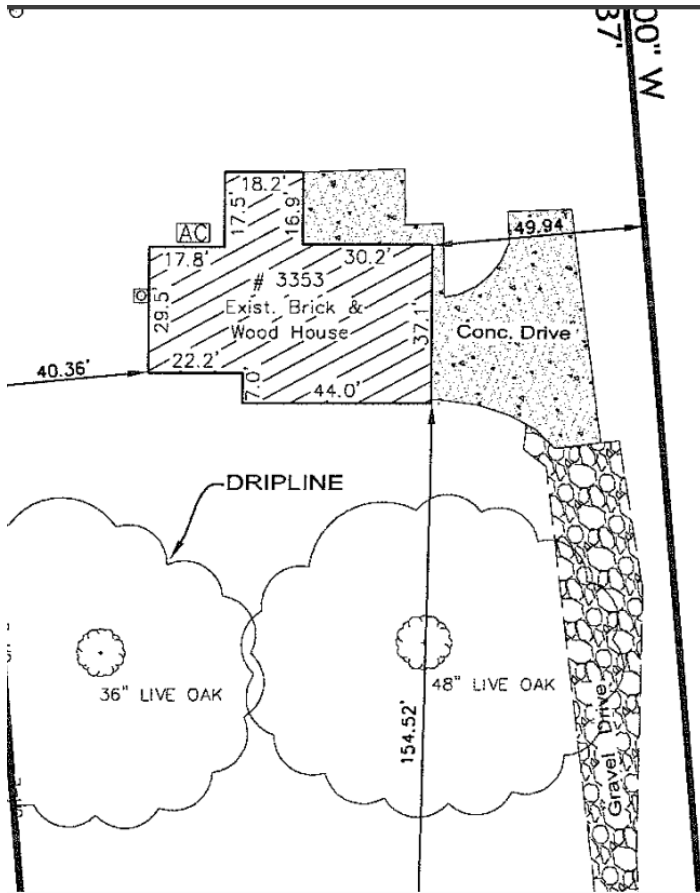 00" W
37'
18.2'
17.5'
16.9'
AC
49.94'
17.8'
30.2'
# 3353
Exist. Brick &
Wood House
29.5'
37.1'
Conc. Drive
22.2'
40.36'
7.0'
44.0'
DRIPLINE
36" LIVE OAK
48" LIVE OAK
154.52'
Gravel Drive